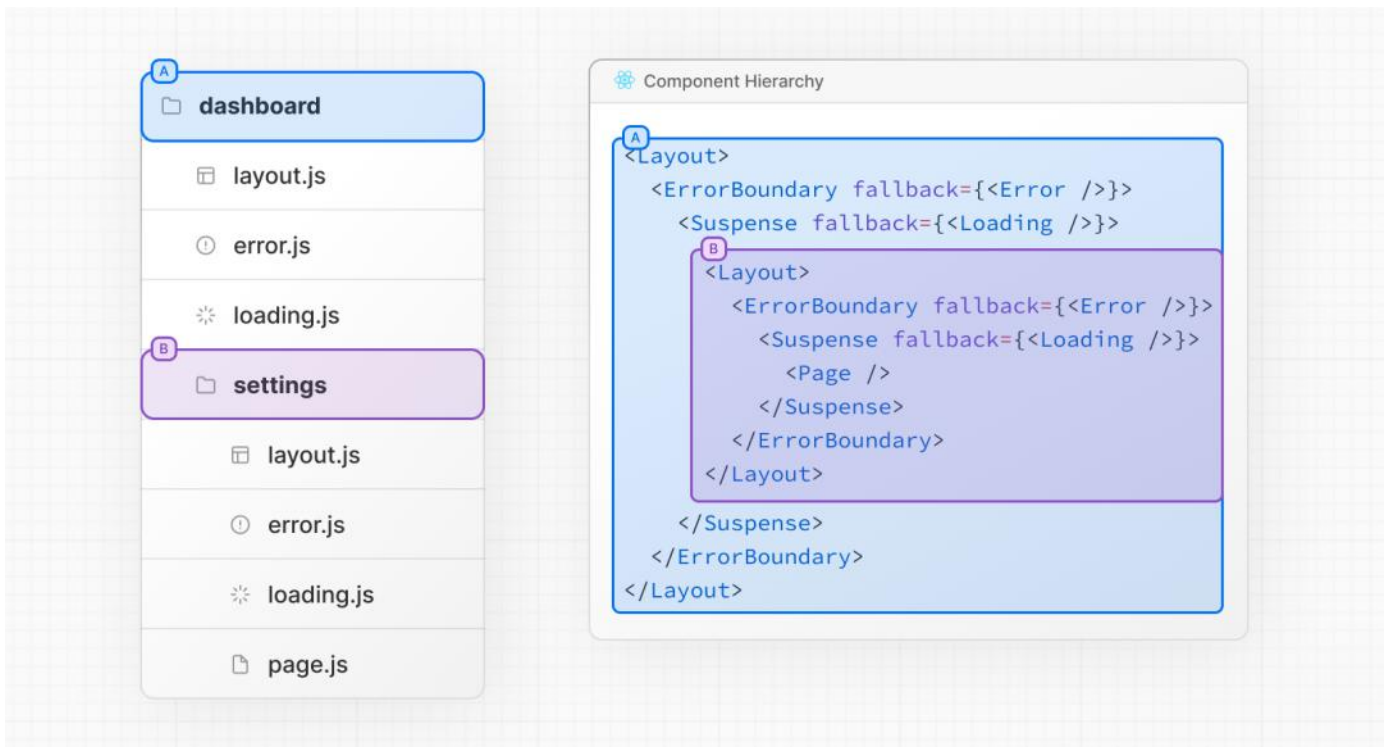 A
dashboard
layout.js
error.js
loading.js
B
settings
layout.js
error.js
loading.js
page.js
Component Hierarchy
A
<Layout>
<ErrorBoundary fallback={<Error />}>
<Suspense fallback={<Loading />}>
B
<Layout>
<ErrorBoundary fallback={<Error />}>
<Suspense fallback={<Loading />}>
<Page />
</Suspense>
</ErrorBoundary>
</Layout>
</Suspense>
</ErrorBoundary>
</Layout>